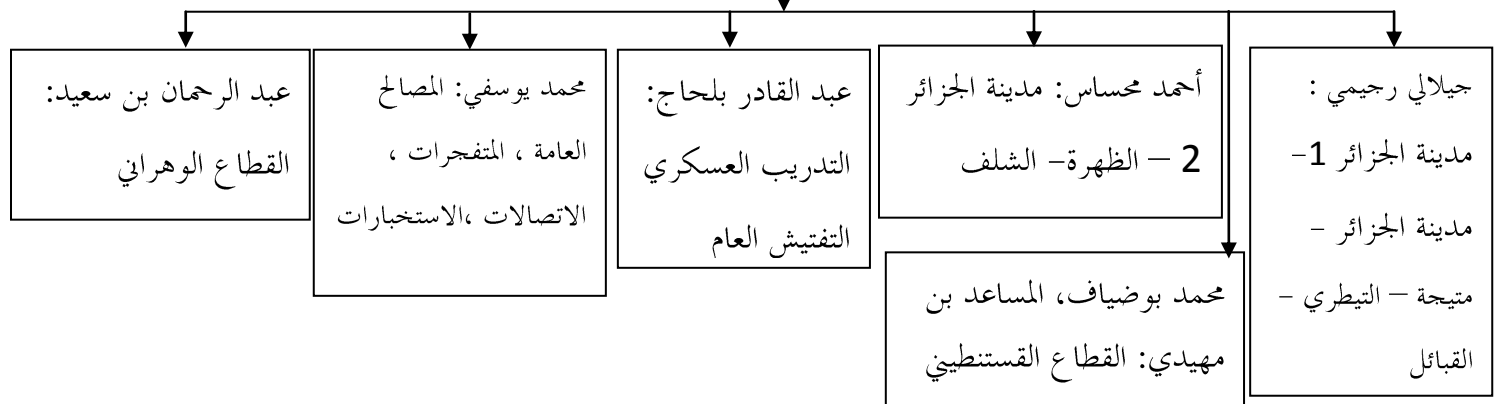 جيلالي رجيمي :
مدينة الجزائر 1-
مدينة الجزائر -
متيجة – التيطري -
القبائل
أحمد محساس: مدينة الجزائر
2 – الظهرة- الشلف
محمد بوضياف، المساعد بن
مهيدي: القطاع القستنطيني
عبد القادر بلحاج:
التدريب العسكري
التفتيش العام
محمد يوسفي: المصالح
العامة ، المتفجرات ،
الاتصالات ،الاستخبارات
عبد الرحمان بن سعيد:
القطاع الوهراني